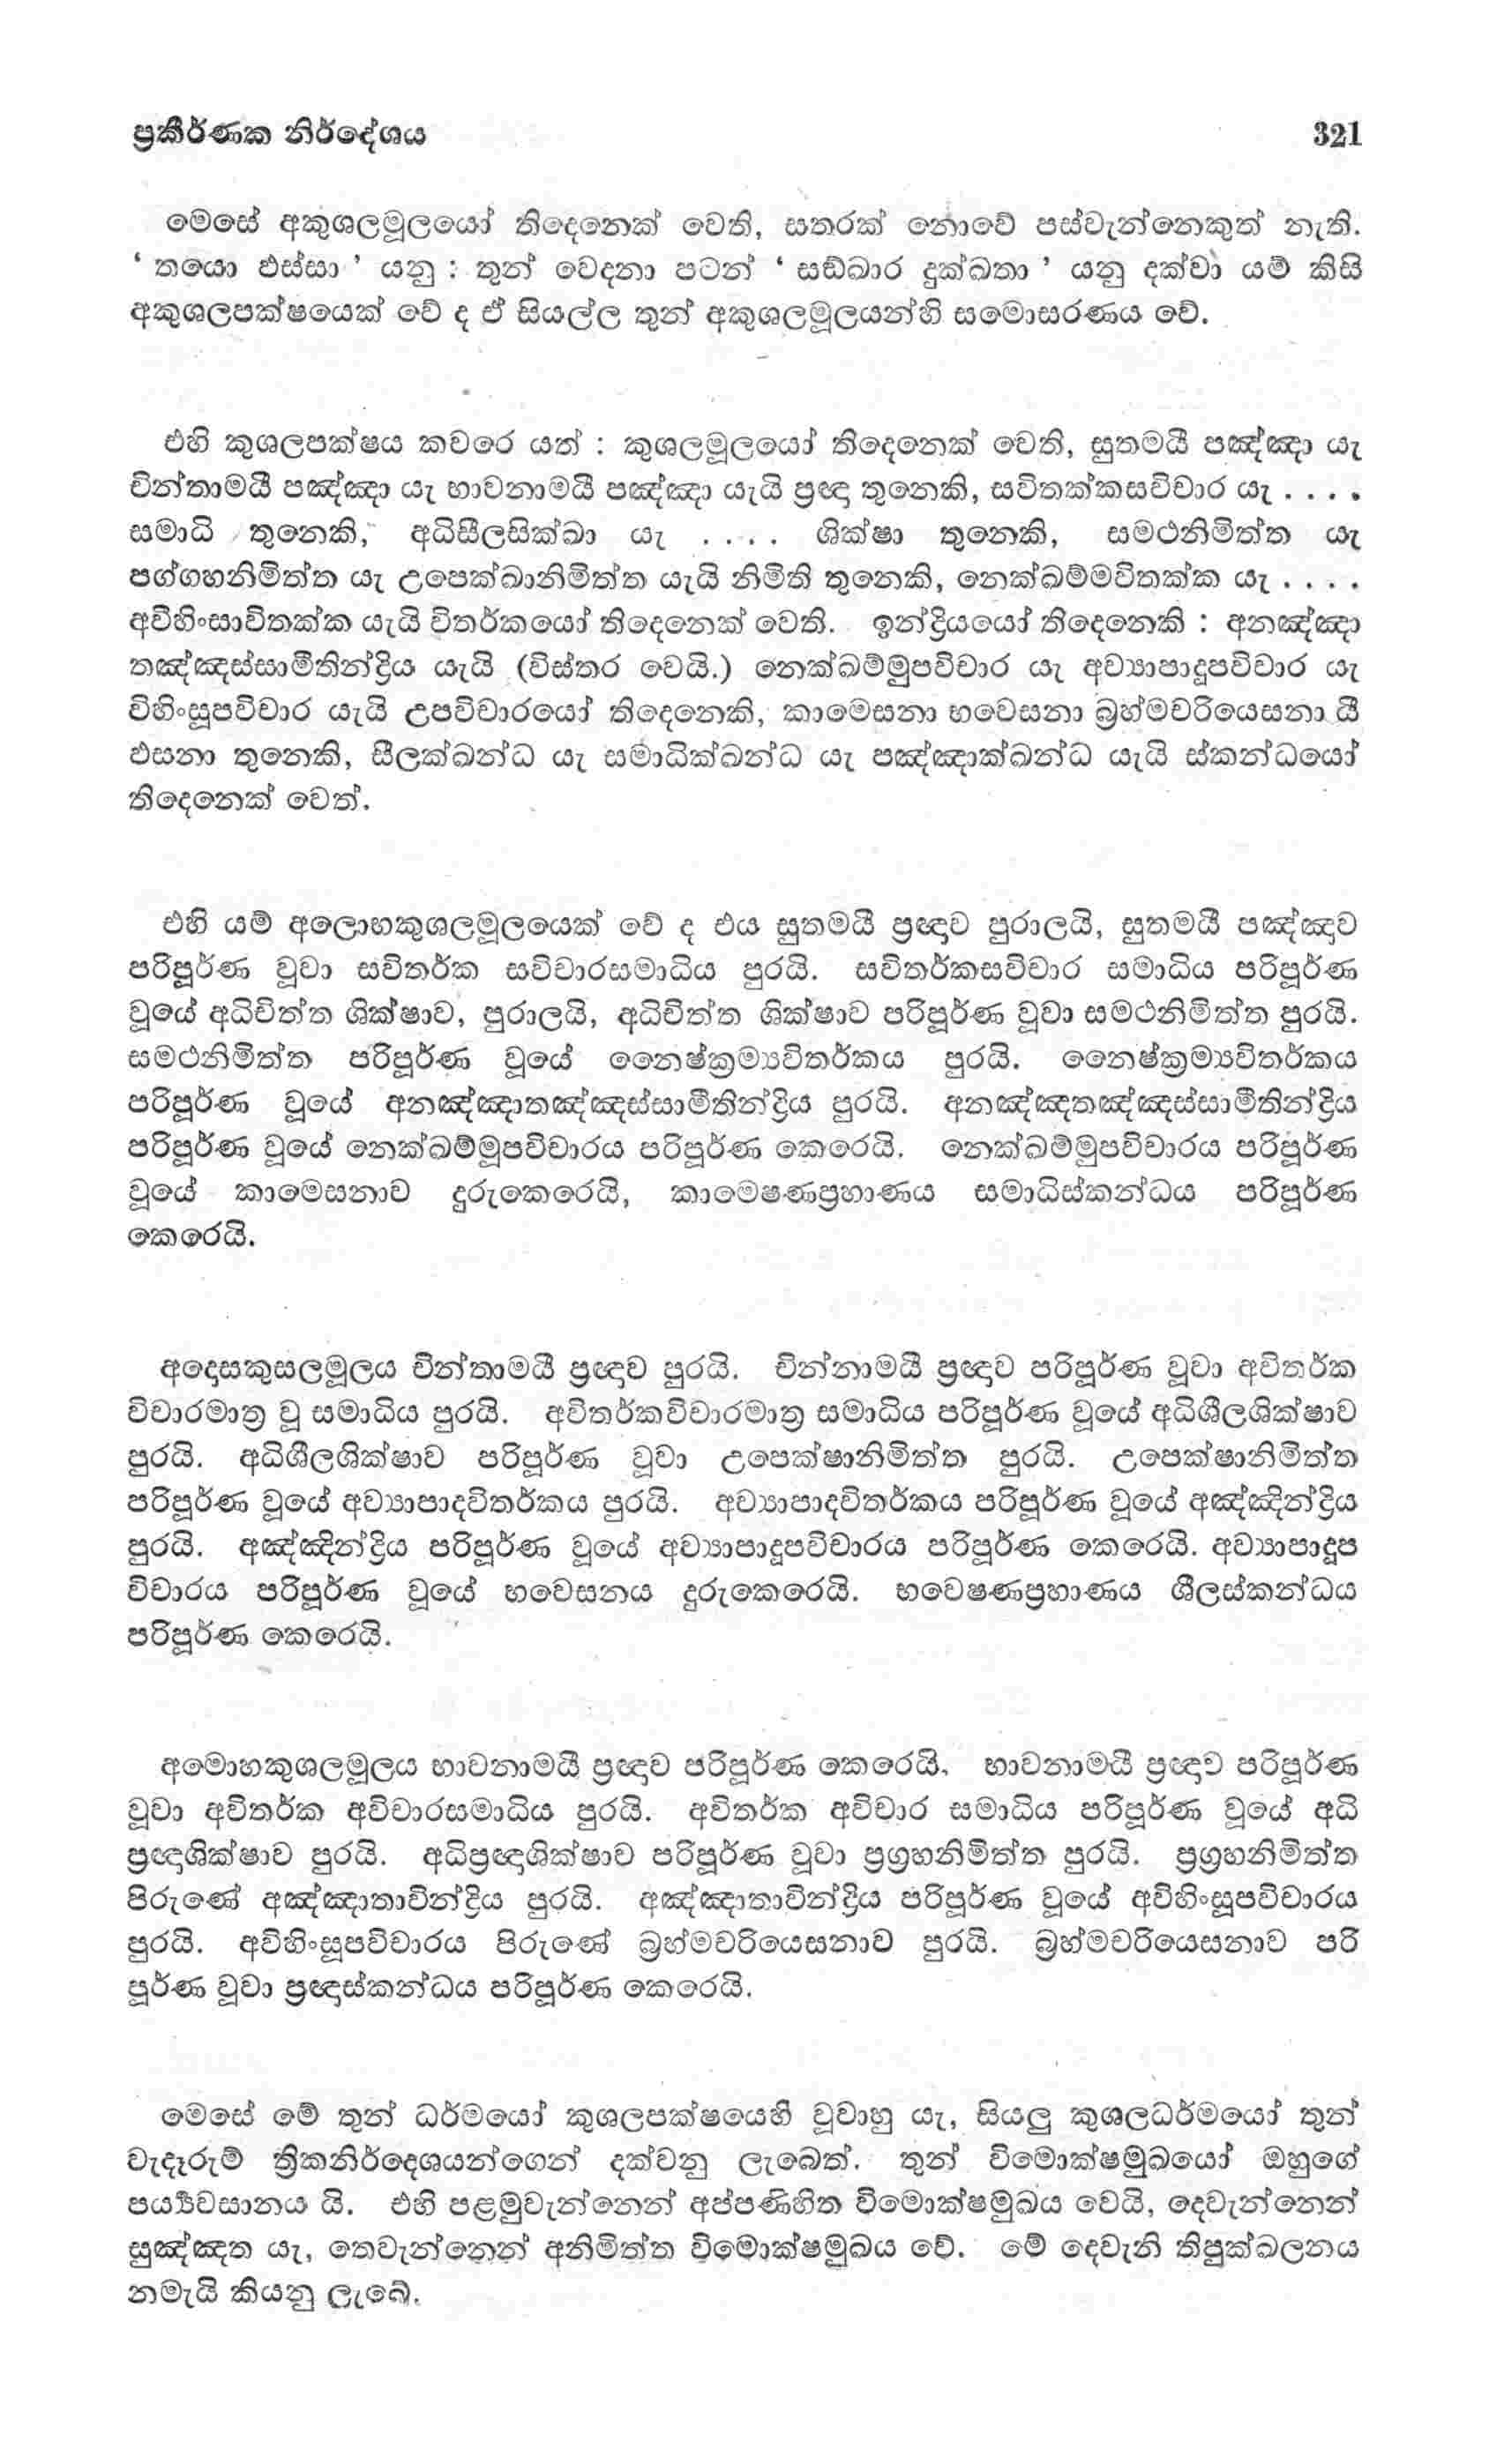 ප්‍රකීර්ණක නිර්දේශය 321
මෙසේ අකුශලමූලයෝ තිදෙනෙක් වෙති, සතරක් නොවේ පස්වැන්නෙකුත් නැති.
‘ තයො ඵස්සා ’ යනු : තුන් වෙදනා පටන් ‘ සඞ්ඛාර දුක්ඛතා ’ යනු දක්වා යම් කිසි
අකුශලපක්ෂයෙක් වේ ද ඒ සියල්ල තුන් අකුශලමූලයන්හි සමොසරණය වේ.
එහි කුශලපක්ෂය කවරෙ යත් : කුශලමූලයෝ තිදෙනෙක් වෙති, සුතමයී පඤ්ඤා යැ
චින්තාමයී පඤ්ඤා යැ භාවනාමයී පඤ්ඤා යැයි ප්‍රඥා තුනෙකි, සවිතක්කසවිචාර යැ . . . .
සමාධි තුනෙකි, අධිසීලසික්ඛා යැ . . . . ශික්ෂා තුනෙකි, සමථනිමිත්ත යැ
පග්ගහනිමිත්ත යැ උපෙක්ඛානිමිත්ත යැයි නිමිති තුනෙකි, නෙක්ඛම්මවිතක්ක යැ . . . .
අවිහිංසාවිතක්ක යැයි විතර්කයෝ තිදෙනෙක් වෙති. ඉන්ද්‍රියයෝ තිදෙනෙකි : අනඤ්ඤා
තඤ්ඤස්සාමීතින්ද්‍රිය යැයි (විස්තර වෙයි.) නෙක්ඛම්මුපවිචාර යැ අව්‍යාපාදූපවිචාර යැ
විහිංසූපවිචාර යැයි උපවිචාරයෝ තිදෙනෙකි, කාමෙසනා භවෙසනා බ්‍රහ්මචරියෙසනා යී
ඵසනා තුනෙකි, සීලක්ඛන්ධ යැ සමාධික්ඛන්ධ යැ පඤ්ඤාක්ඛන්ධ යැයි ස්කන්ධයෝ
තිදෙනෙක් වෙත්.
එහි යම් අලොභකුශලමූලයෙක් වේ ද එය සුතමයී ප්‍රඥාව පුරාලයි, සුතමයී පඤ්ඤාව
පරිපූර්ණ වූවා සවිතර්ක සවිචාරසමාධිය පුරයි. සවිතර්කසවිචාර සමාධිය පරිපූර්ණ
වූයේ අධිචිත්ත ශික්ෂාව, පුරාලයි, අධිචිත්ත ශික්ෂාව පරිපූර්ණ වූවා සමථනිමිත්ත පුරයි.
සමථනිමිත්ත පරිපූර්ණ වූයේ නෛෂ්ක්‍රම්‍යවිතර්කය පුරයි. නෛෂ්ක්‍රම්‍යවිතර්කය
පරිපූර්ණ වූයේ අනඤ්ඤාතඤ්ඤස්සාමීතින්ද්‍රිය පුරයි. අනඤ්ඤතඤ්ඤස්සාමීතින්ද්‍රිය
පරිපූර්ණ වූයේ නෙක්ඛම්මූපවිචාරය පරිපූර්ණ කෙරෙයි. නෙක්ඛම්මුපවිචාරය පරිපූර්ණ
වූයේ කාමෙසනාව දුරුකෙරෙයි, කාමෙෂණප්‍රහාණය සමාධිස්කන්ධය පරිපූර්ණ
කෙරෙයි.
අදොසකුසලමූලය චින්තාමයී ප්‍රඥාව පුරයි. චින්තාමයී ප්‍රඥාව පරිපූර්ණ වූවා අවිතර්ක
විචාරමාත්‍ර වූ සමාධිය පුරයි. අවිතර්කවිචාරමාත්‍ර සමාධිය පරිපූර්ණ වූයේ අධිශීලශික්ෂාව
පුරයි. අධිශීලශික්ෂාව පරිපූර්ණ වූවා උපෙක්ෂානිමිත්ත පුරයි. උපෙක්ෂානිමිත්ත
පරිපූර්ණ වූයේ අව්‍යාපාදවිතර්කය පුරයි. අව්‍යාපාදවිතර්කය පරිපූර්ණ වූයේ අඤ්ඤින්ද්‍රිය
පුරයි. අඤ්ඤින්ද්‍රිය පරිපූර්ණ වූයේ අව්‍යාපාදූපවිචාරය පරිපූර්ණ කෙරෙයි. අව්‍යාපාදූප
විචාරය පරිපූර්ණ වූයේ භවෙසනය දුරුකෙරෙයි. භවෙෂණප්‍රහාණය ශීලස්කන්ධය
පරිපූර්ණ කෙරෙයි.
අමොහකුශලමූලය භාවනාමයී ප්‍රඥාව පරිපූර්ණ කෙරෙයි. භාවනාමයී ප්‍රඥාව පරිපූර්ණ
වූවා අවිතර්ක අවිචාරසමාධිය පුරයි. අවිතර්ක අවිචාර සමාධිය පරිපූර්ණ වූයේ අධි
ප්‍රඥාශික්ෂාව පුරයි. අධිප්‍රඥාශික්ෂාව පරිපූර්ණ වූවා ප්‍රග්‍රහනිමිත්ත පුරයි. ප්‍රග්‍රහනිමිත්ත
පිරුණේ අඤ්ඤාතාවින්ද්‍රිය පුරයි. අඤ්ඤාතාවින්ද්‍රිය පරිපූර්ණ වූයේ අවිහිංසූපවිචාරය
පුරයි. අවිහිංසූපවිචාරය පිරුණේ බ්‍රහ්මචරියෙසනාව පුරයි. බ්‍රහ්මචරියෙසනාව පරි
පූර්ණ වූවා ප්‍රඥාස්කන්ධය පරිපූර්ණ කෙරෙයි.
මෙසේ මේ තුන් ධර්මයෝ කුශලපක්ෂයෙහි වූවාහු යැ, සියලු කුශලධර්මයෝ තුන්
වැදෑරුම් ත්‍රිකනිර්දෙශයන්ගෙන් දක්වනු ලැබෙත්. තුන් විමොක්ෂමුඛයෝ ඔහුගේ
පර්‍ය්‍යවසානය යි. එහි පළමුවැන්නෙන් අප්පණිහිත විමොක්ෂමුඛය වෙයි, දෙවැන්නෙන්
සුඤ්ඤත යැ, තෙවැන්නෙන් අනිමිත්ත විමොක්ෂමුඛය වේ. මේ දෙවැනි තිපුක්ඛලනය
නමැයි කියනු ලැබේ.